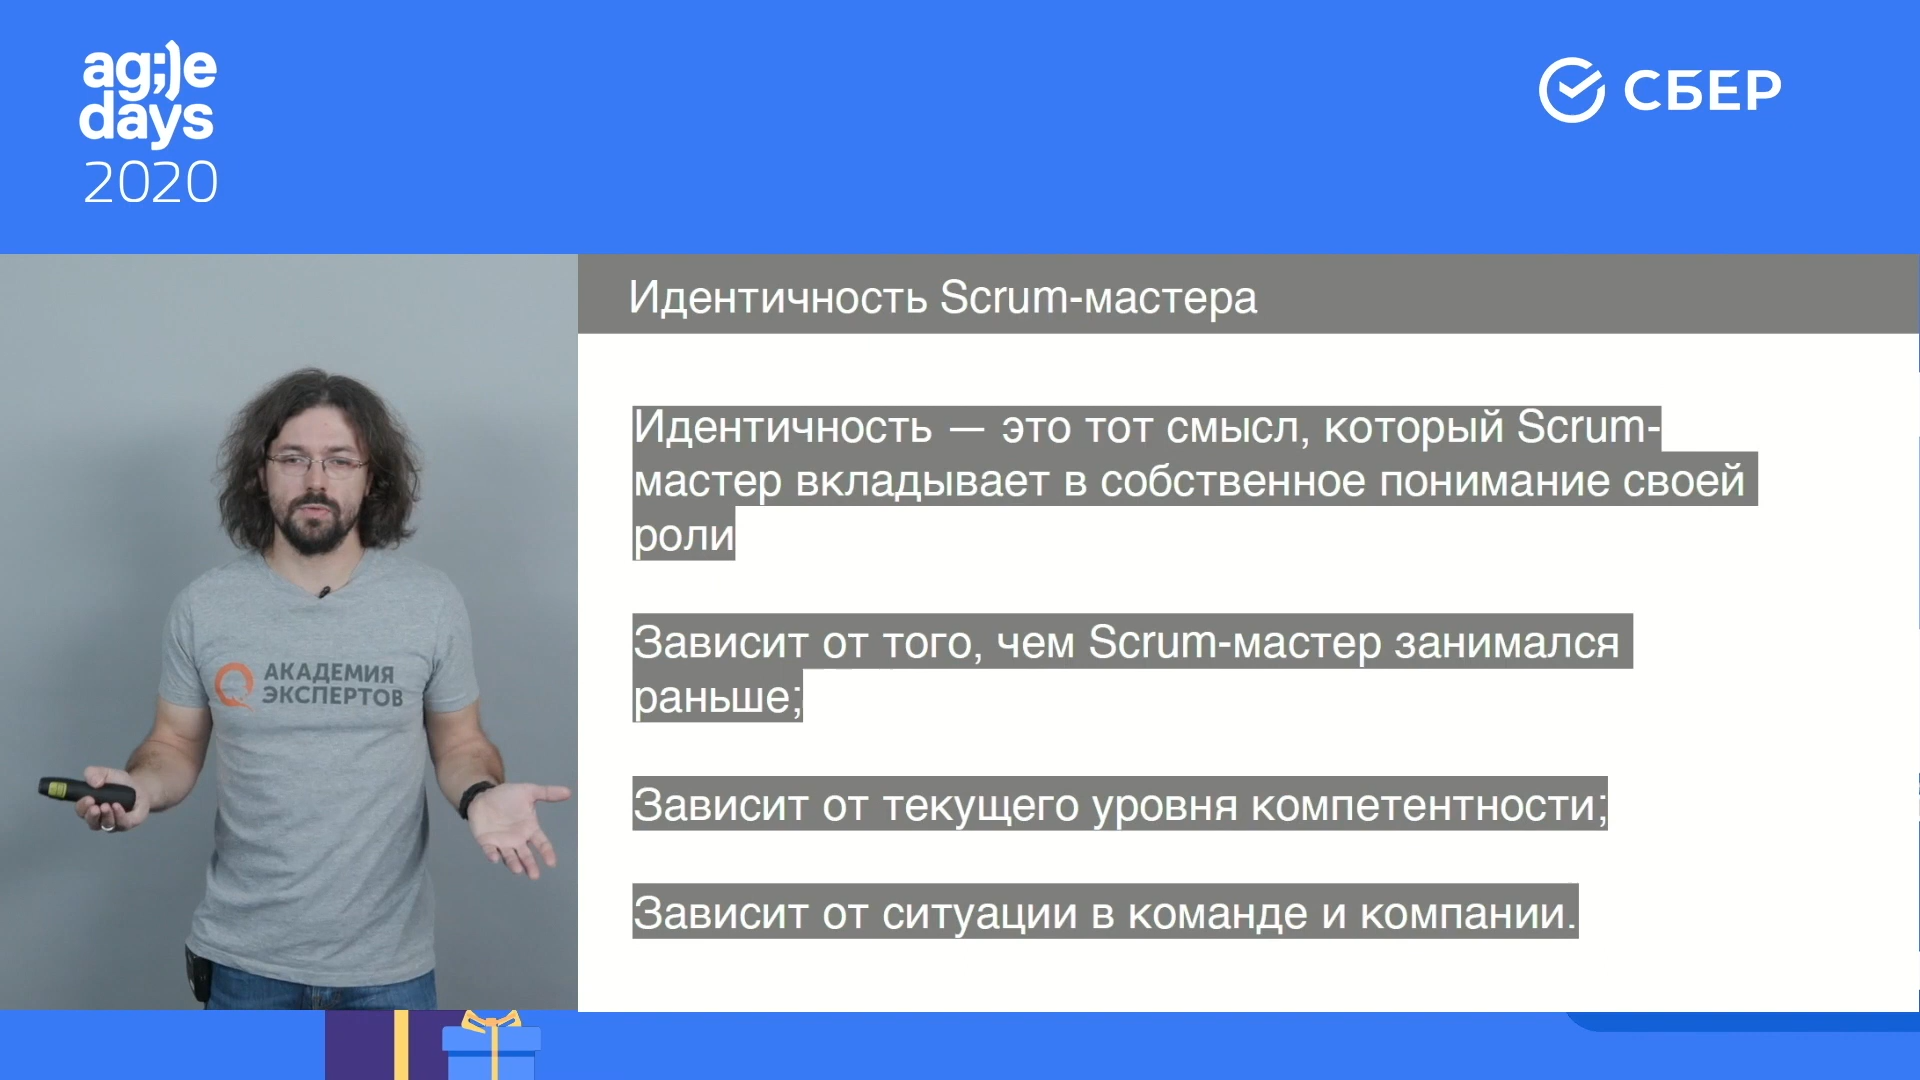 ag;le
days
2020
СБЕР
Идентичность Scrum-мастера
Идентичность — это тот смысл, который Scrum-
мастер вкладывает в собственное понимание своей
роли
Зависит от того, чем Scrum-мастер занимался
раньше;
Зависит от текущего уровня компетентности;
Зависит от ситуации в команде и компании.
АКАДЕМИЯ
ЭКСПЕРТОВ